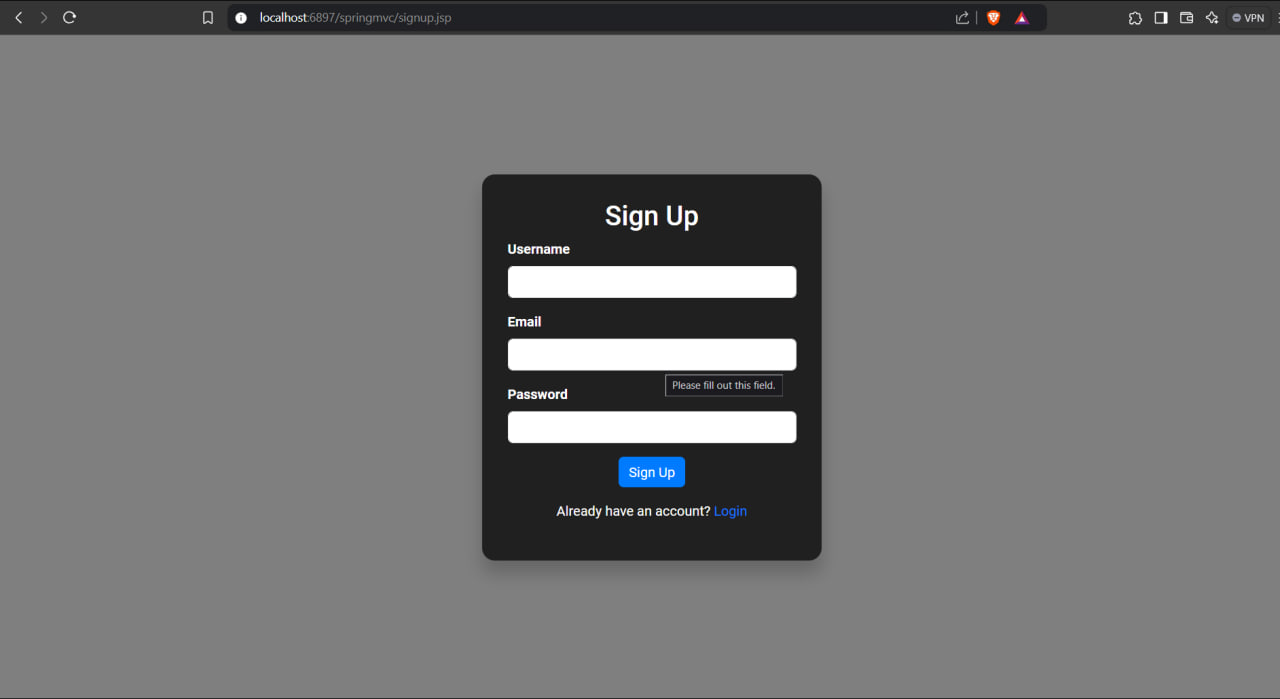 localhost:6897/springmvc/signup.jsp
VPN
Sign Up
Username
Email
Please fill out this field.
Password
Sign Up
Already have an account? Login